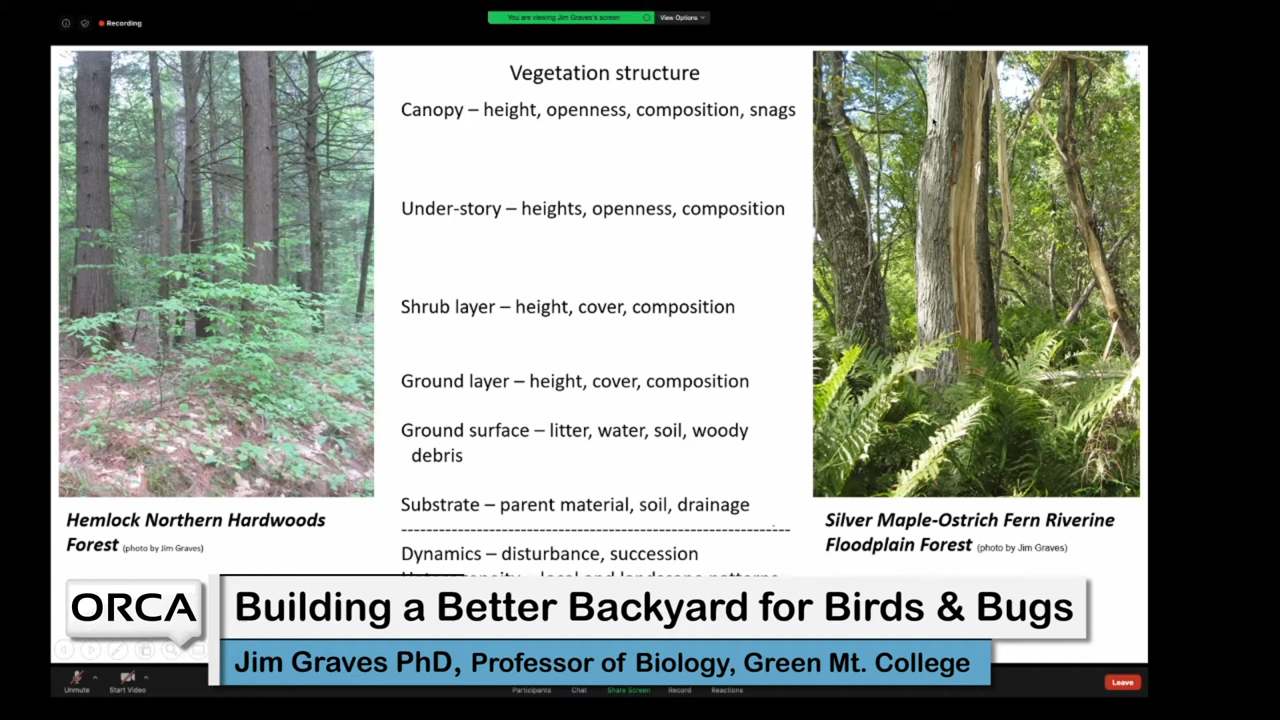 Recording
You are viewing Jim Graves's screen
View Options
Vegetation structure
Canopy – height, openness, composition, snags
Under-story – heights, openness, composition
Shrub layer – height, cover, composition
Ground layer – height, cover, composition
Ground surface – litter, water, soil, woody
debris
Substrate – parent material, soil, drainage
Dynamics – disturbance, succession
Hemlock Northern Hardwoods
Forest (photo by Jim Graves)
Silver Maple-Ostrich Fern Riverine
Floodplain Forest (photo by Jim Graves)
ORCA
Building a Better Backyard for Birds & Bugs
Jim Graves PhD, Professor of Biology, Green Mt. College
Unmute
Start Video
Participants
Chat
Share Screen
Record
Reactions
Leave